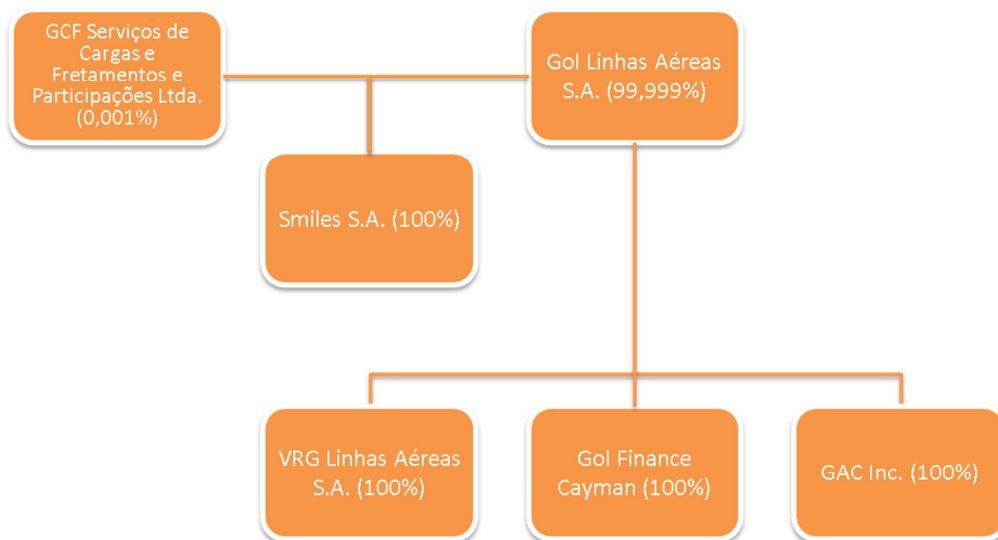 GCF Serviços de
Cargas e
Fretamentos e
Participações Ltda.
(0,001%)
Gol Linhas Aéreas
S.A. (99,999%)
Smiles S.A. (100%)
VRG Linhas Aéreas
S.A. (100%)
Gol Finance
Cayman (100%)
GAC Inc. (100%)